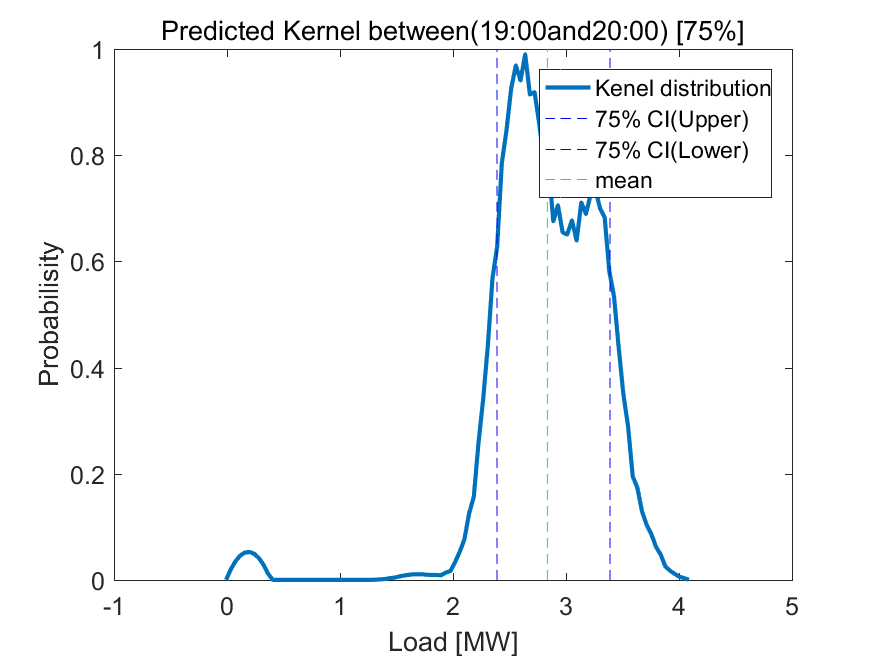 Predicted Kernel between(19:00and20:00) [75%]
1
0.8
0.6
0.4
0.2
0
Probabilisity
-1 0 1 2 3 4 5
Load [MW]
Kenel distribution
75% CI(Upper)
75% CI(Lower)
mean